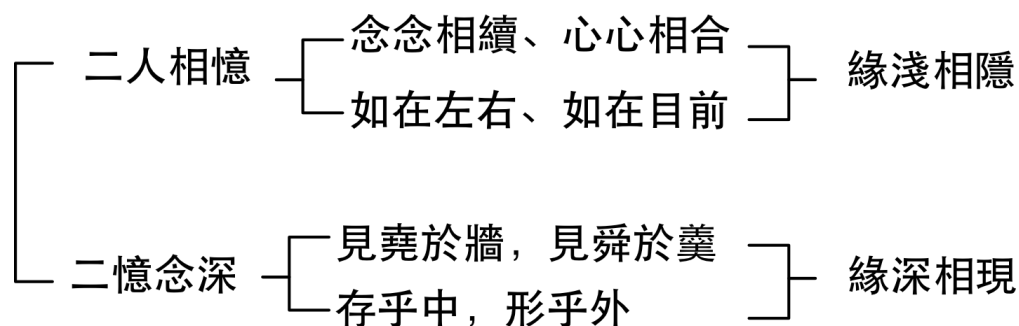 二人相憶
念念相續、心心相合
如在左右、如在目前
緣淺相隱
二憶念深
見堯於牆，見舜於羹
存乎中，形乎外
緣深相現